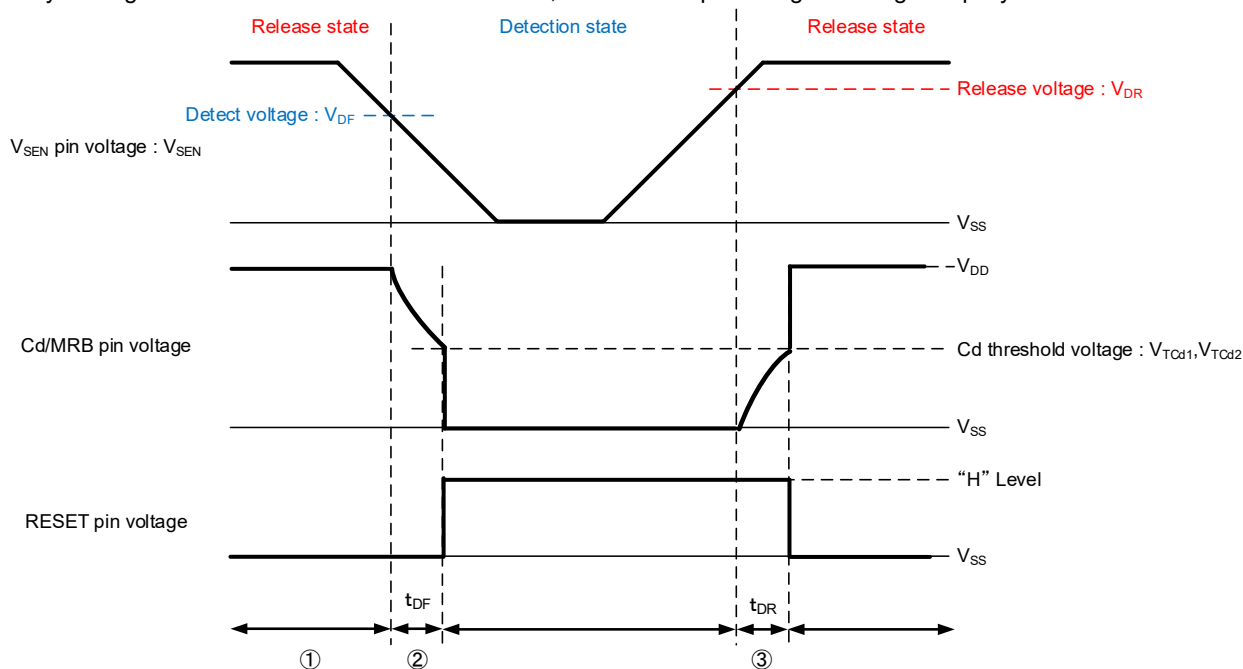 Release state
Detection state
Release state
Release voltage : VDR
Detect voltage : VDF
VSEN pin voltage : VSEN
VSS
VDD
Cd/MRB pin voltage
Cd threshold voltage : VTCd1,VTCd2
VSS
“H” Level
RESET pin voltage
VSS
tDF
tDR
① ② ③